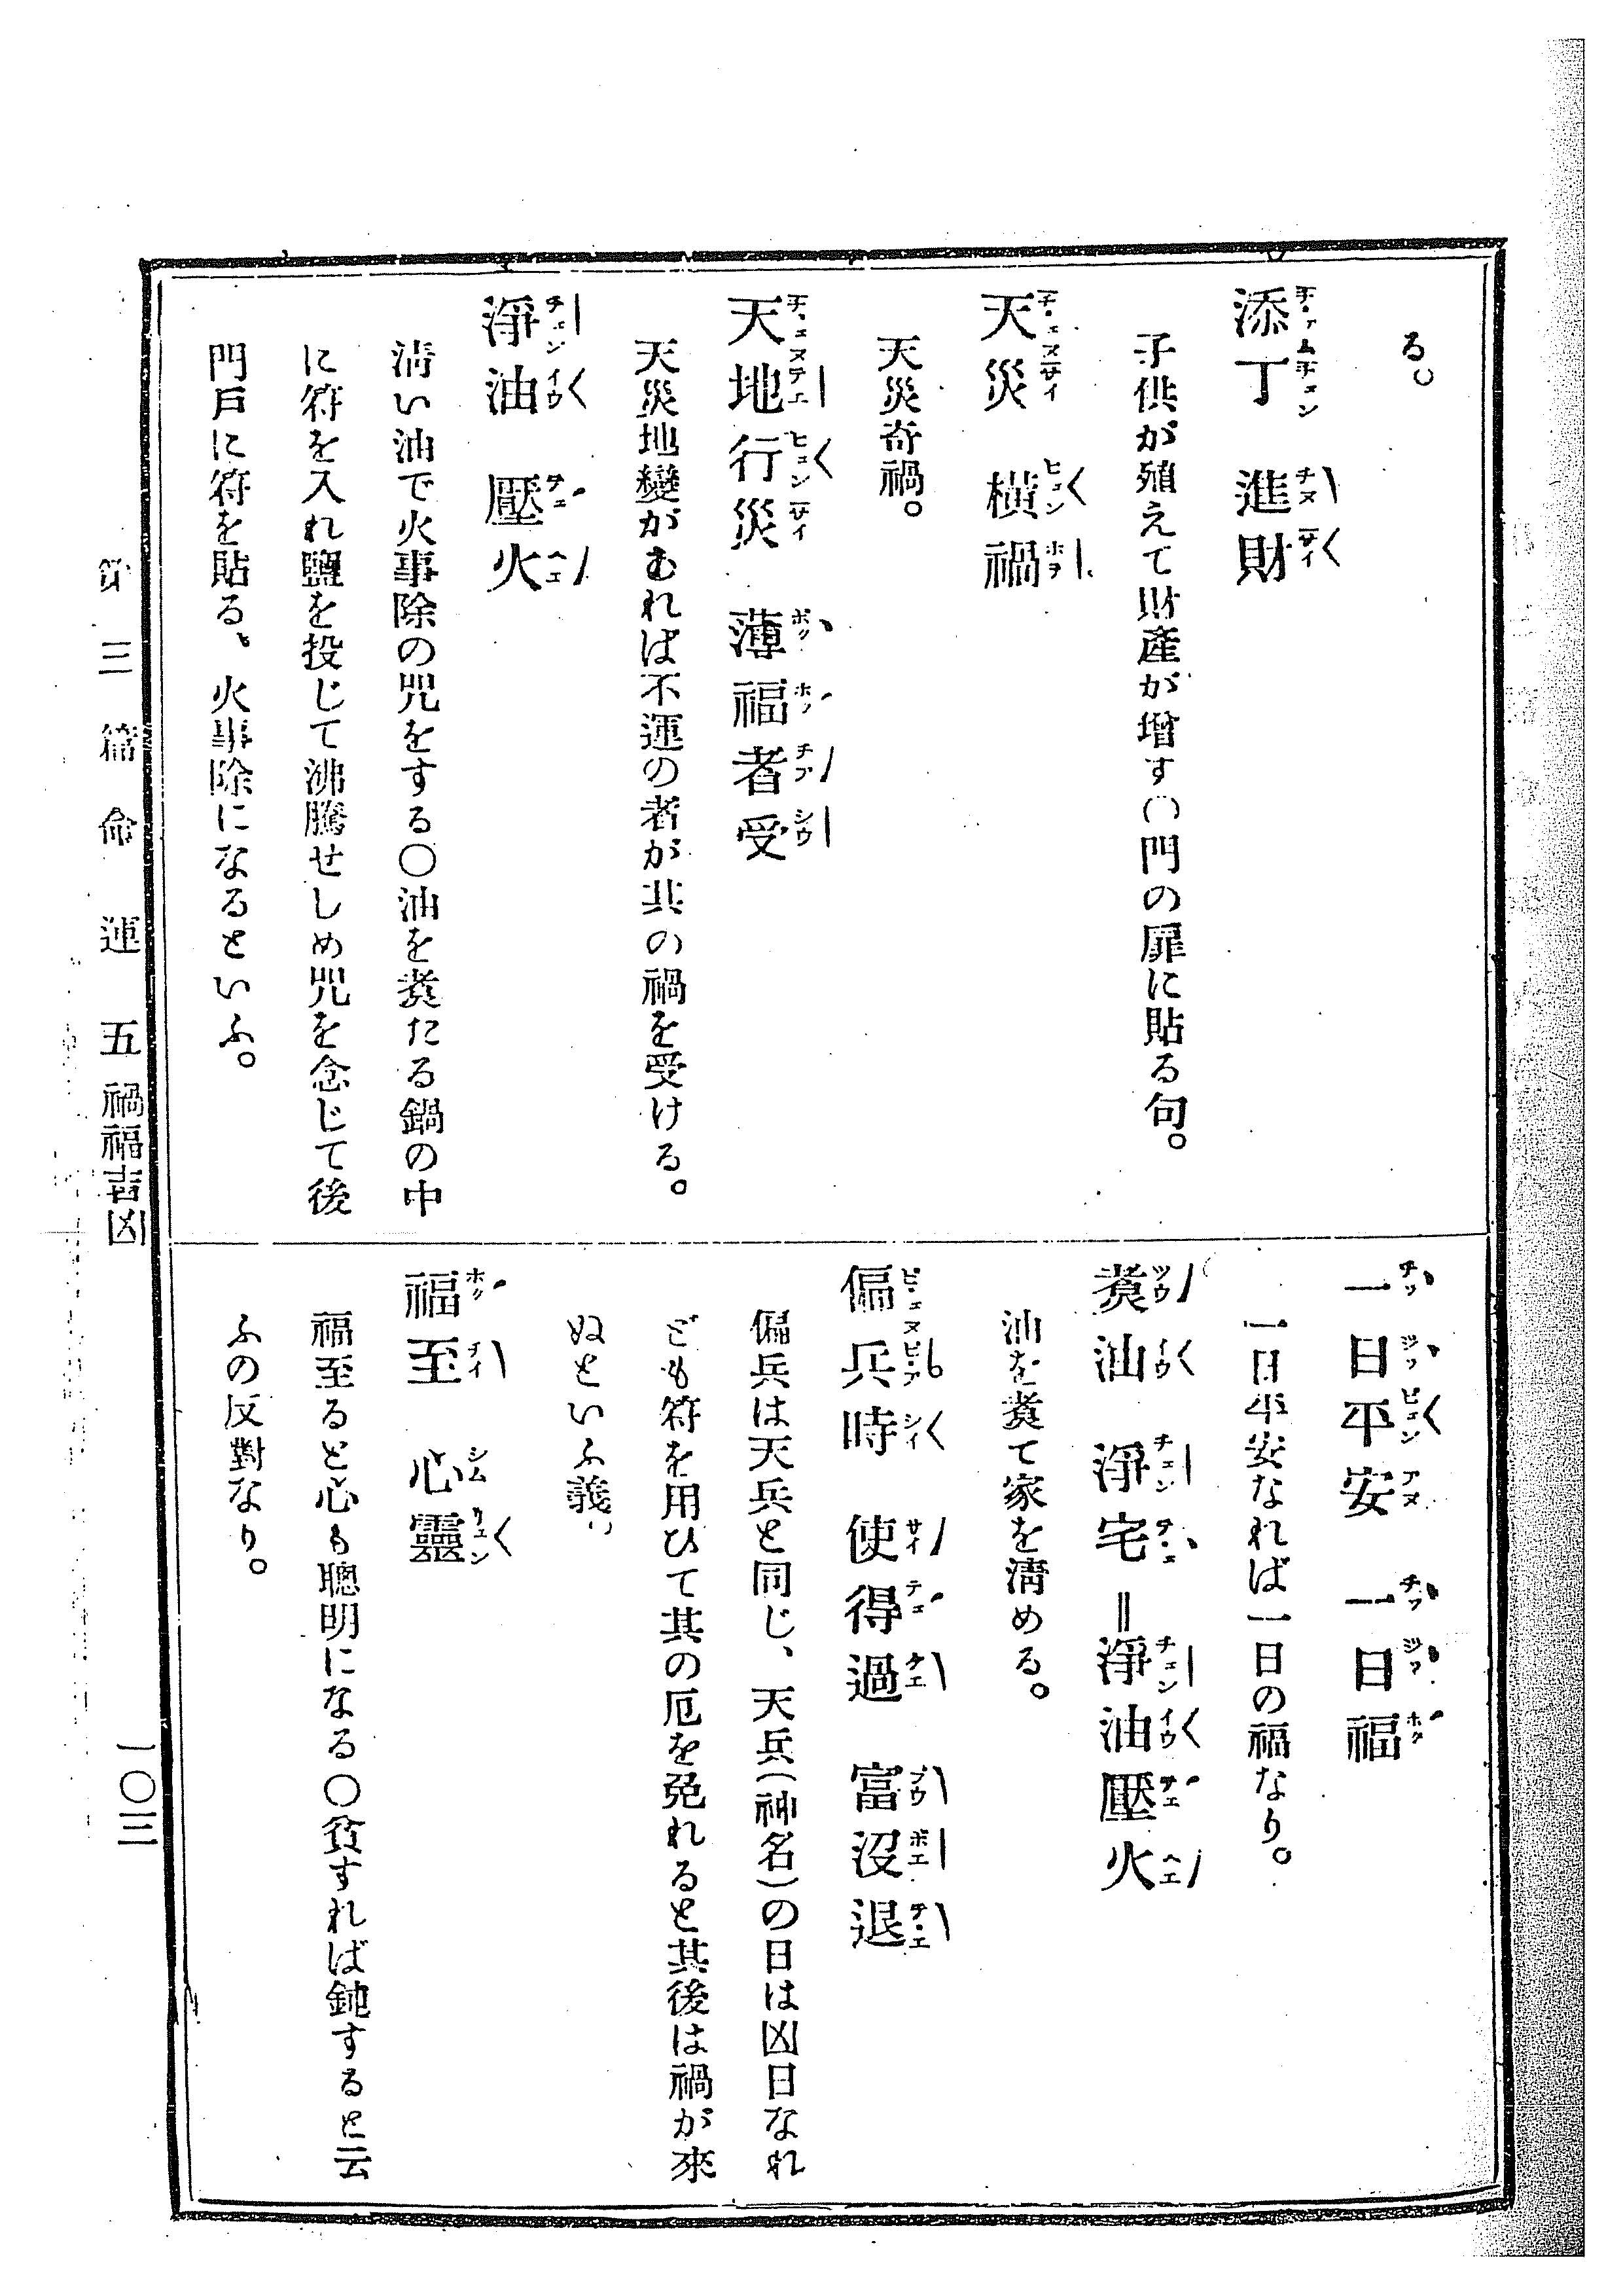 る。
添丁　進財
子供が殖えて財產が增す〇門の扉に貼る句。
天災　橫禍
天災奇禍。
天地行災　薄福者受
天災地變がむれば不運の者が其の禍を受ける。
淨油　壓火
淸い油で火事除の咒をする〇油を煑たる鍋の中
に符を入れ鹽を投じて沸騰せしめ咒を念じて後
門戶に符を貼る、火事除になるといふ。
一日平安　一日福
一日平安なれば一日の福なり。
煑油　淨宅＝淨油壓火
油を煑て家を淸める。
偏兵時　使得過　富沒退
偏兵は天兵と同じ、天兵(神名)の日は凶日なれ
ども符を用ひて其の厄を免れると其後は禍が來
ぬといふ義。
福至　心靈
福至ると心も聰明になる〇貧すれば鈍すると云
ふの反對なり。
第三篇　命運　五　禍福吉凶
一〇三